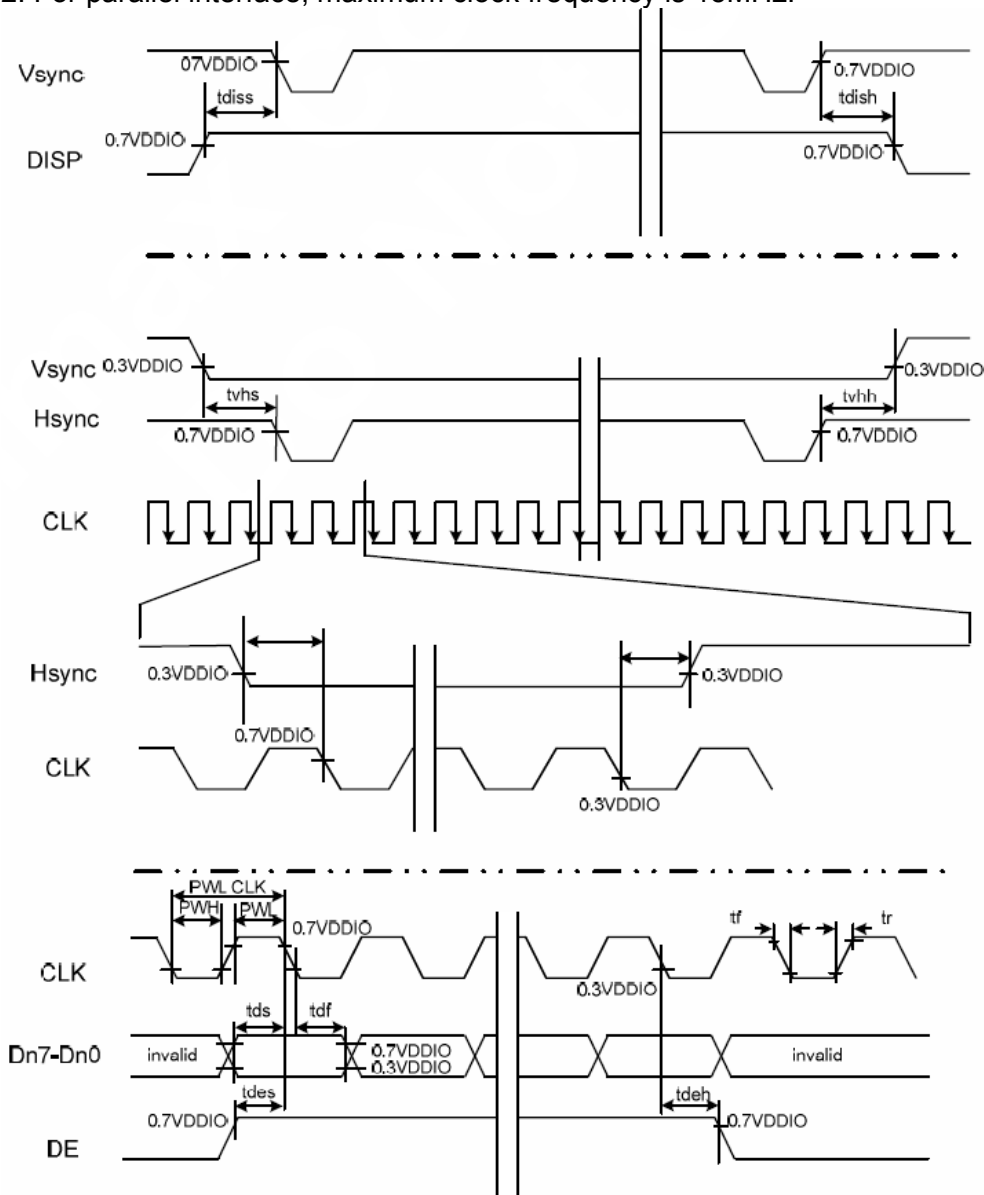 2. For parallel interface, maximum clock frequency is 15MHz.
Vsync
07VDDIO
0.7VDDIO
tdiss
tdish
0.7VDDIO
DISP
0.7VDDIO
Vsync
0.3VDDIO
0.3VDDIO
tvhs
tvhh
Hsync
0.7VDDIO
0.7VDDIO
CLK
Hsync
0.3VDDIO
0.3VDDIO
0.7VDDIO
CLK
0.3VDDIO
PWL CLK
PWH
PWL
0.7VDDIO
tf
tr
CLK
0.3VDDIO
tds
tdf
Dn7-Dn0
invalid
0.7VDDIO
0.3VDDIO
invalid
tdes
tdeh
0.7VDDIO
0.7VDDIO
DE